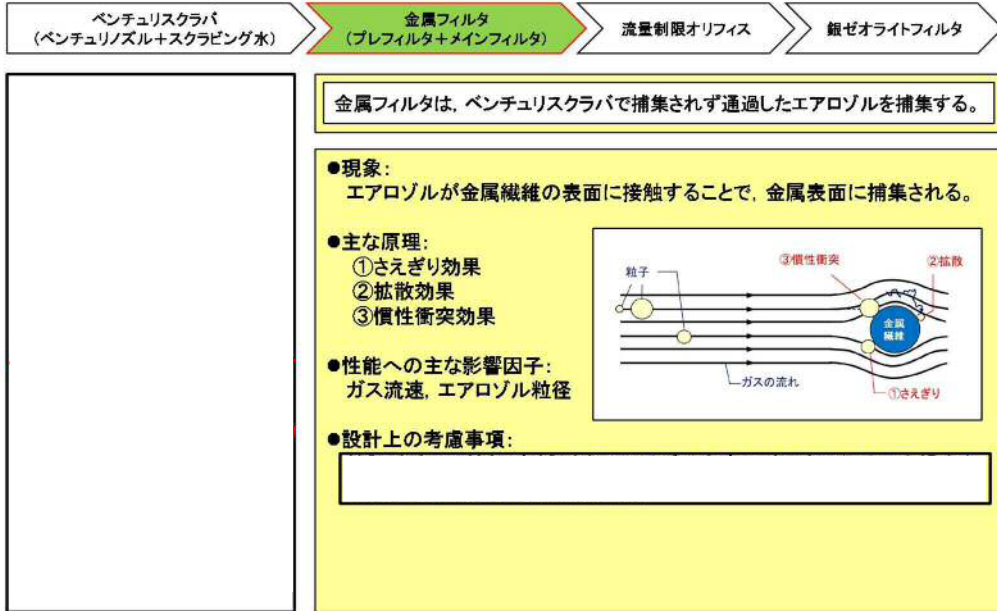 ベンチュリスクラバ
（ベンチュリノズル＋スクラビング水）
金属フィルタ
（プレフィルタ＋メインフィルタ）
流量制限オリフィス
銀ゼオライトフィルタ
金属フィルタは，ベンチュリスクラバで捕集されず通過したエアロゾルを捕集する。
●現象：
エアロゾルが金属繊維の表面に接触することで，金属表面に捕集される。
●主な原理：
①さえぎり効果
②拡散効果
③慣性衝突効果
粒子
③慣性衝突
②拡散
金属
繊維
ガスの流れ
①さえぎり
●性能への主な影響因子：
ガス流速，エアロゾル粒径
●設計上の考慮事項：